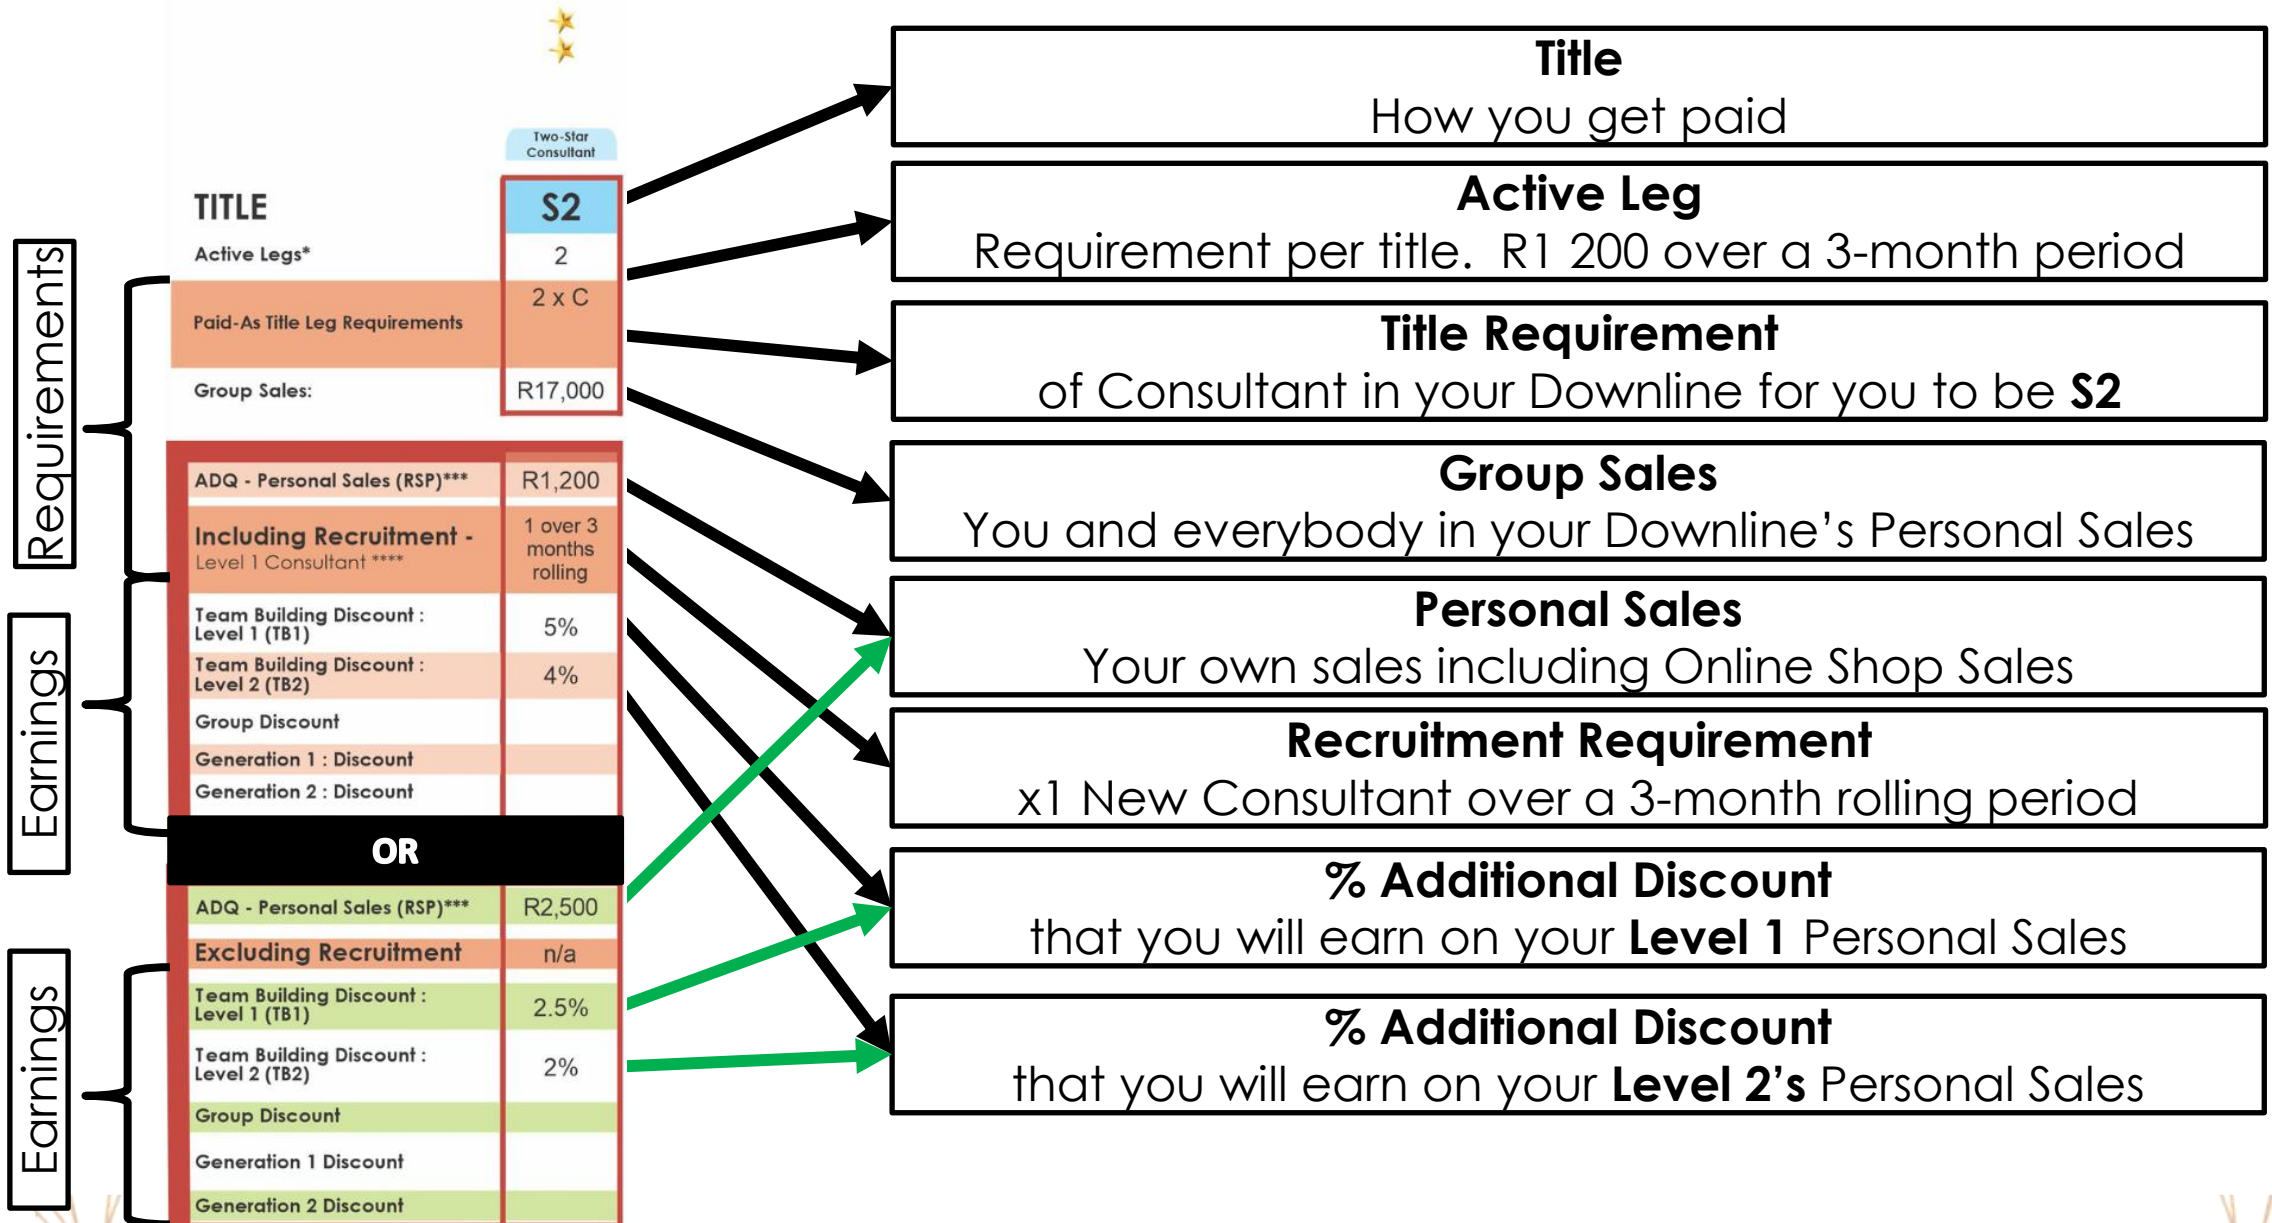 Two-Star
Consultant
TITLE
S2
Active Legs*
2
Paid-As Title Leg Requirements
2 x C
Group Sales:
R17,000
ADQ - Personal Sales (RSP)***
R1,200
Including Recruitment -
Level 1 Consultant ****
1 over 3
months
rolling
Team Building Discount :
Level 1 (TB1)
5%
Team Building Discount :
Level 2 (TB2)
4%
Group Discount
Generation 1 : Discount
Generation 2 : Discount
OR
ADQ - Personal Sales (RSP)***
R2,500
Excluding Recruitment
n/a
Team Building Discount :
Level 1 (TB1)
2.5%
Team Building Discount :
Level 2 (TB2)
2%
Group Discount
Generation 1 Discount
Generation 2 Discount
Requirements
Earnings
Earnings
Title
How you get paid
Active Leg
Requirement per title.  R1 200 over a 3-month period
Title Requirement
of Consultant in your Downline for you to be S2
Group Sales
You and everybody in your Downline’s Personal Sales
Personal Sales
Your own sales including Online Shop Sales
Recruitment Requirement
x1 New Consultant over a 3-month rolling period
% Additional Discount
that you will earn on your Level 1 Personal Sales
% Additional Discount
that you will earn on your Level 2’s Personal Sales